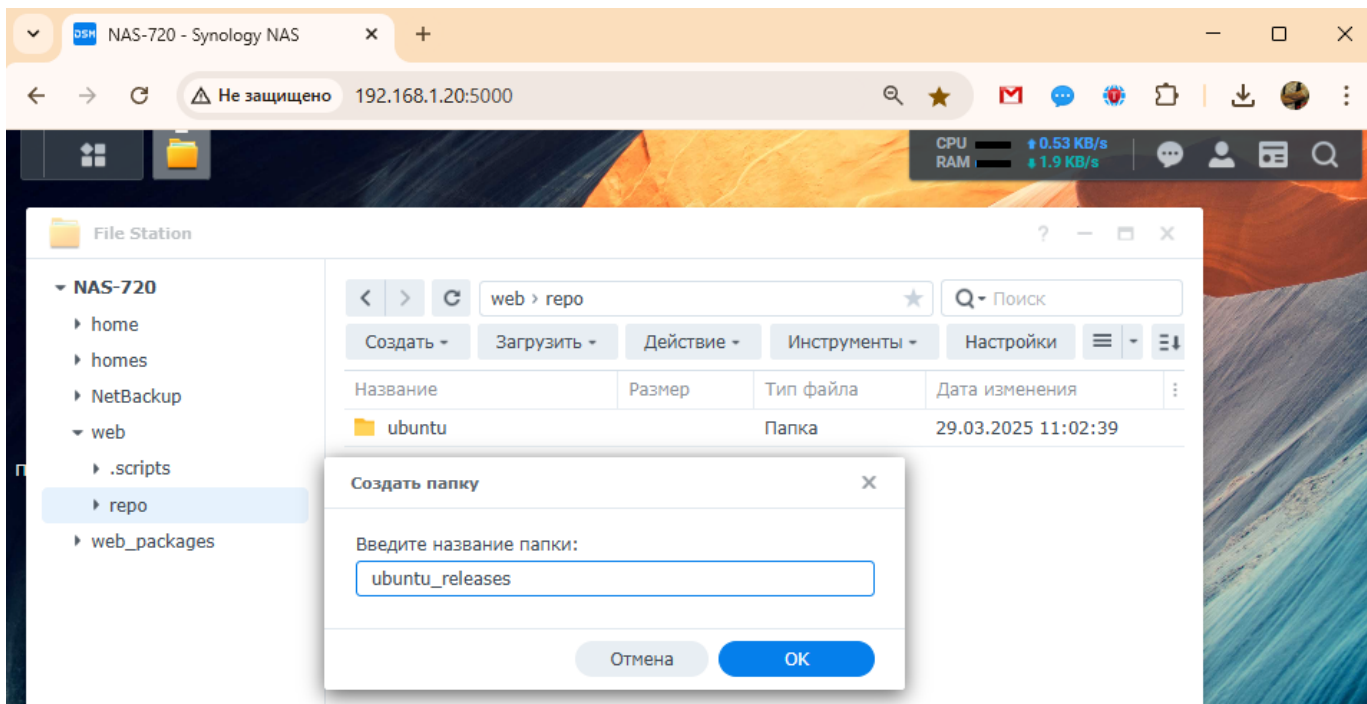 DSM NAS-720 - Synology NAS
Не защищено 192.168.1.20:5000
CPU 0.53 KB/s
RAM 1.9 KB/s
File Station
NAS-720
home
homes
NetBackup
web
.scripts
repo
web_packages
web › repo
Поиск
Создать Загрузить Действие Инструменты Настройки
Название Размер Тип файла Дата изменения
ubuntu Папка 29.03.2025 11:02:39
Создать папку
Введите название папки:
ubuntu_releases
Отмена OK